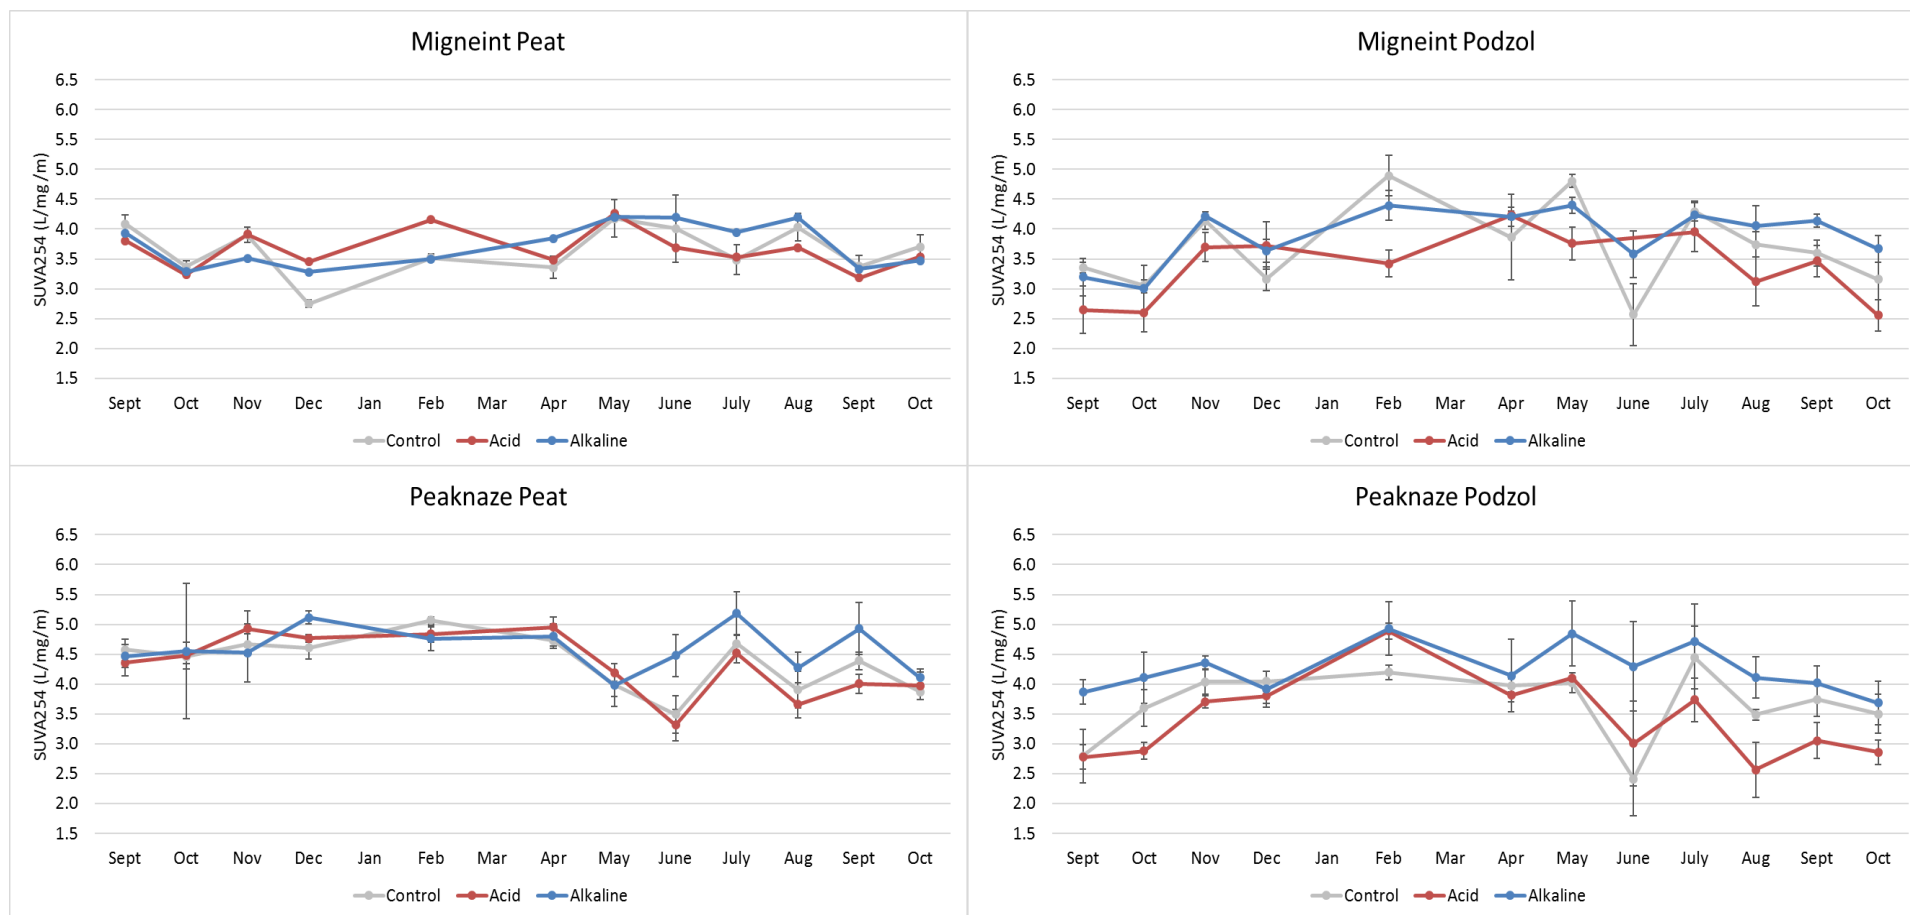 Migneint Peat
SUVA254 (L/mg/m)
6.5
6.0
5.5
5.0
4.5
4.0
3.5
3.0
2.5
2.0
1.5
Sept Oct Nov Dec Jan Feb Mar Apr May June July Aug Sept Oct
Control Acid Alkaline
Migneint Podzol
SUVA254 (L/mg/m)
6.5
6.0
5.5
5.0
4.5
4.0
3.5
3.0
2.5
2.0
1.5
Sept Oct Nov Dec Jan Feb Mar Apr May June July Aug Sept Oct
Control Acid Alkaline
Peaknaze Peat
SUVA254 (L/mg/m)
6.5
6.0
5.5
5.0
4.5
4.0
3.5
3.0
2.5
2.0
1.5
Sept Oct Nov Dec Jan Feb Mar Apr May June July Aug Sept Oct
Control Acid Alkaline
Peaknaze Podzol
SUVA254 (L/mg/m)
6.5
6.0
5.5
5.0
4.5
4.0
3.5
3.0
2.5
2.0
1.5
Sept Oct Nov Dec Jan Feb Mar Apr May June July Aug Sept Oct
Control Acid Alkaline